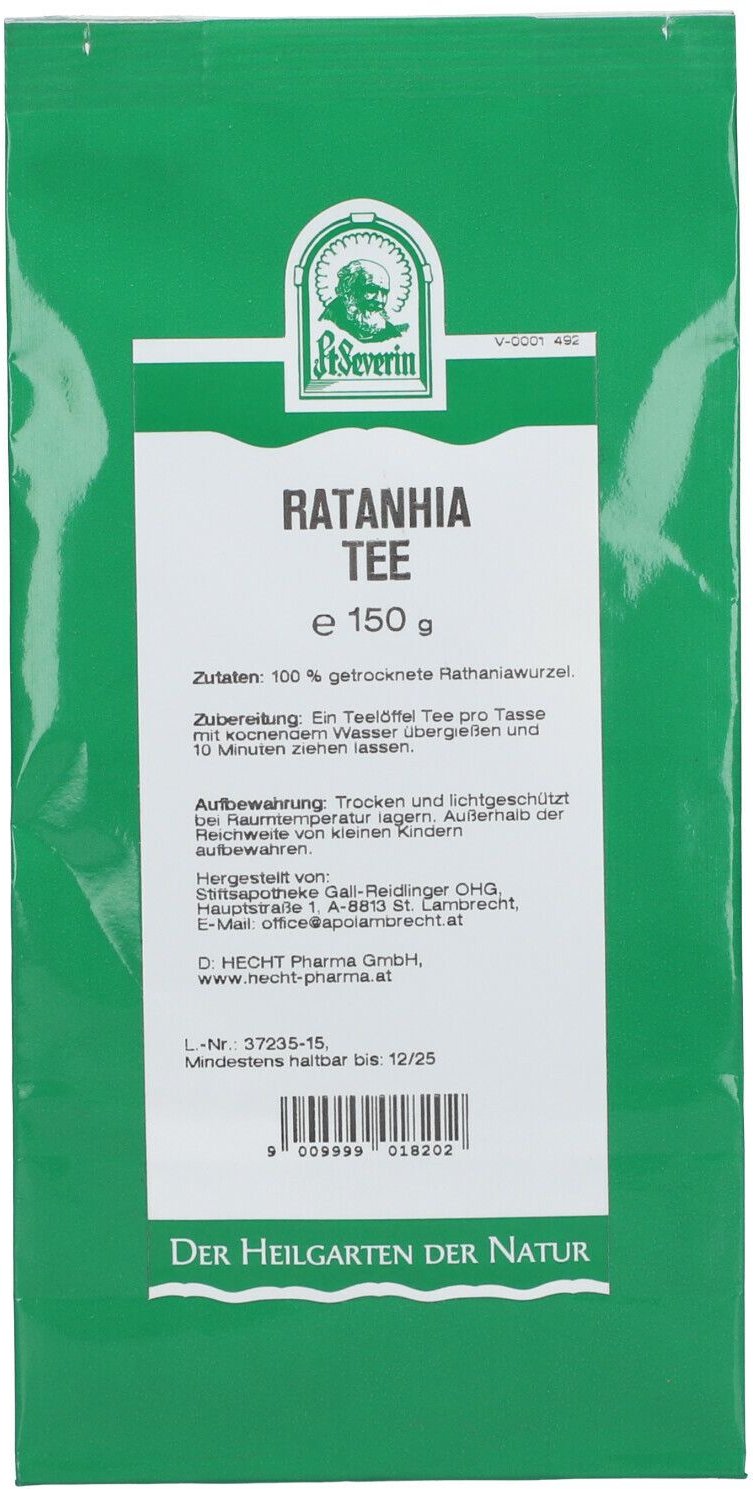 St Severin
V-0001 492
RATANHIA
TEE
℮ 150 g
Zutaten: 100 % getrocknete Rathaniawurzel.
Zubereitung: Ein Teelöffel Tee pro Tasse
mit kochendem Wasser übergießen und
10 Minuten ziehen lassen.
Aufbewahrung: Trocken und lichtgeschützt
bei Raumtemperatur lagern. Außerhalb der
Reichweite von kleinen Kindern
aufbewahren.
Hergestellt von:
Stiftsapotheke Gall-Reidlinger OHG,
Hauptstraße 1, A-8813 St. Lambrecht,
E-Mail: office@apolambrecht.at
D: HECHT Pharma GmbH,
www.hecht-pharma.at
L.-Nr.: 37235-15,
Mindestens haltbar bis: 12/25
9 009999 018202
DER HEILGARTEN DER NATUR